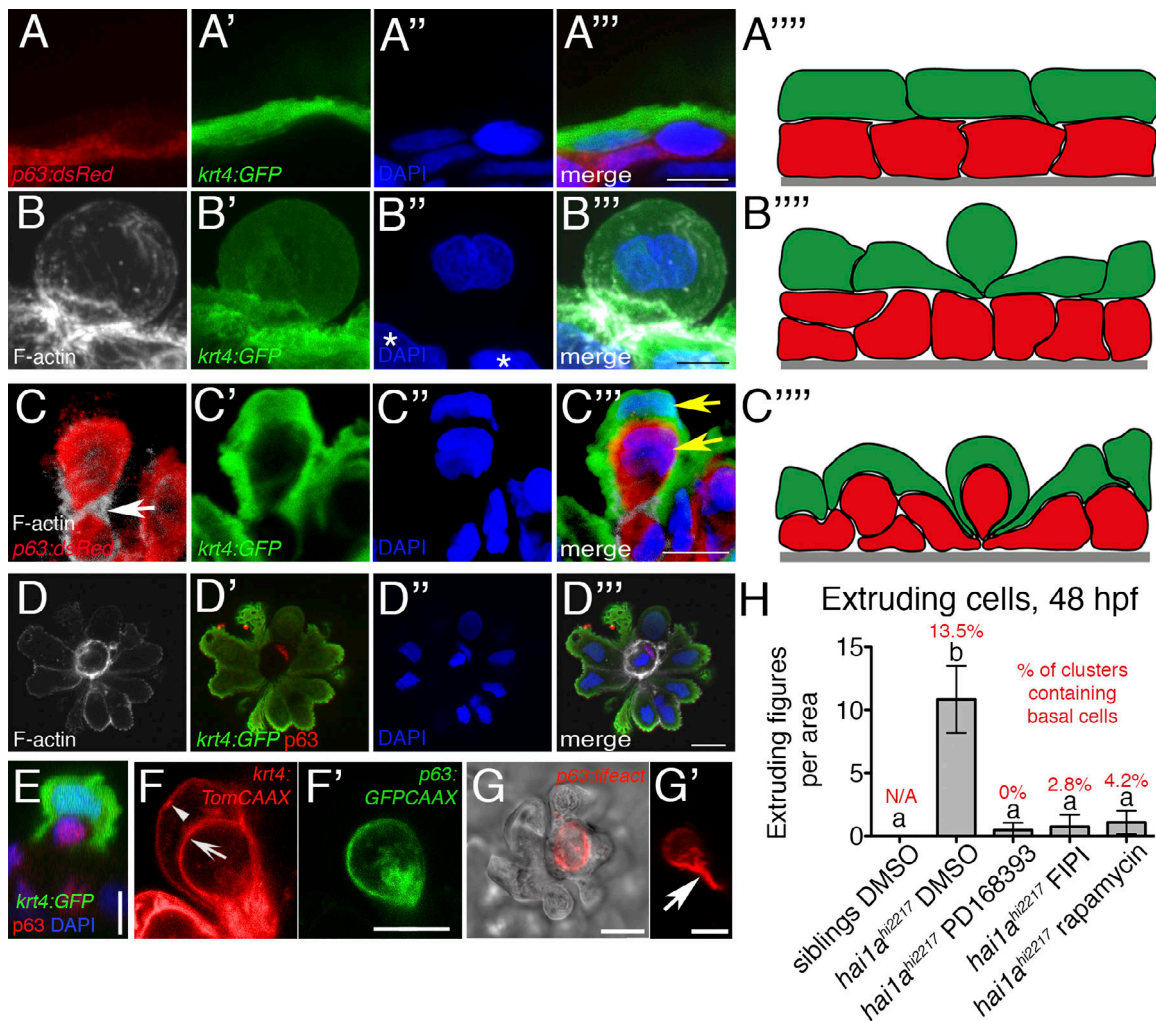 A
A'
A''
A'''
A''''
p63:dsRed
krt4:GFP
DAPI
merge
B
B'
B''
B'''
B''''
F-actin
krt4:GFP
DAPI
* *
merge
C
C'
C''
C'''
C''''
F-actin
p63:dsRed
krt4:GFP
DAPI
merge
D
D'
D''
D'''
F-actin
krt4:GFP p63
DAPI
merge
E
krt4:GFP
p63 DAPI
F
krt4:
TomCAAX
F'
p63:
GFPCAAX
G
p63:lifeact
G'
H
Extruding cells, 48 hpf
Extruding figures
per area
15
10
5
0
N/A
a
13.5%
b
0%
a
2.8%
a
4.2%
a
% of clusters
containing
basal cells
siblings DMSO
hai1a^hi2217 DMSO
hai1a^hi2217 PD168393
hai1a^hi2217 FIPI
hai1a^hi2217 rapamycin